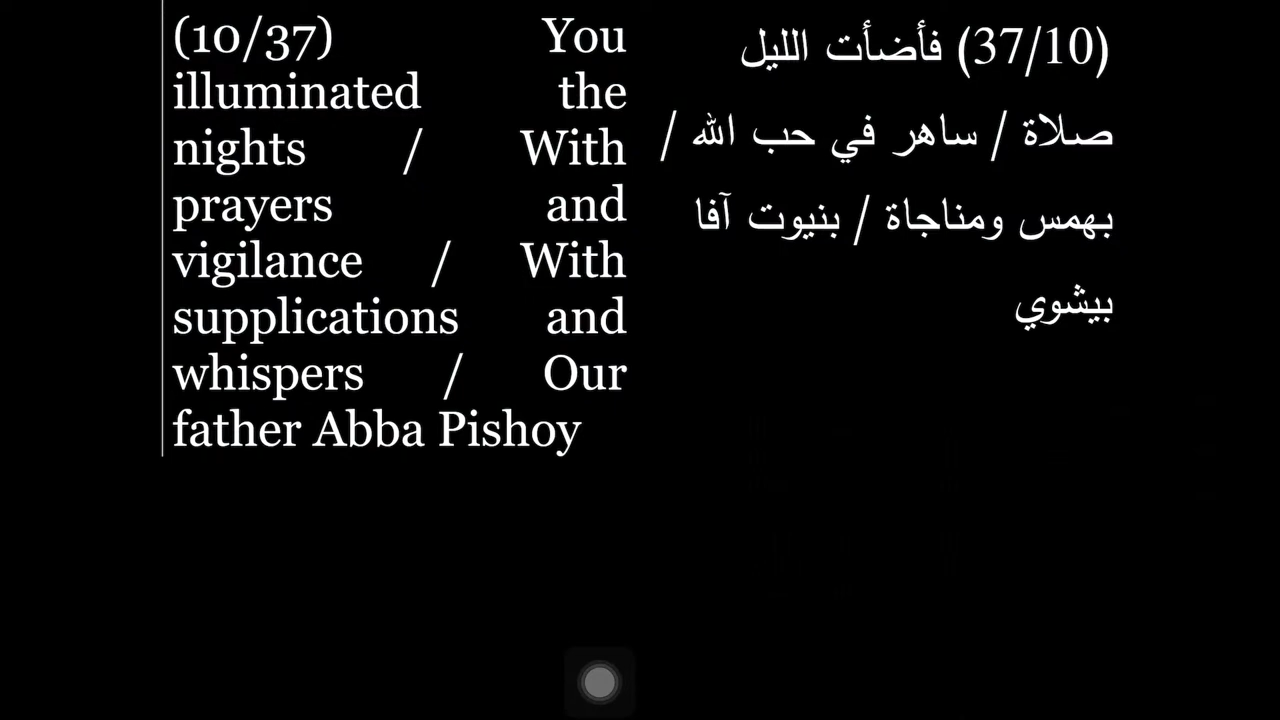 (10/37) You
illuminated the
nights / With
prayers and
vigilance / With
supplications and
whispers / Our
father Abba Pishoy
(37/10) فأضأت الليل
صلاة / ساهر في حب الله /
بهمس ومناجاة / بنيوت آفا
بيشوي